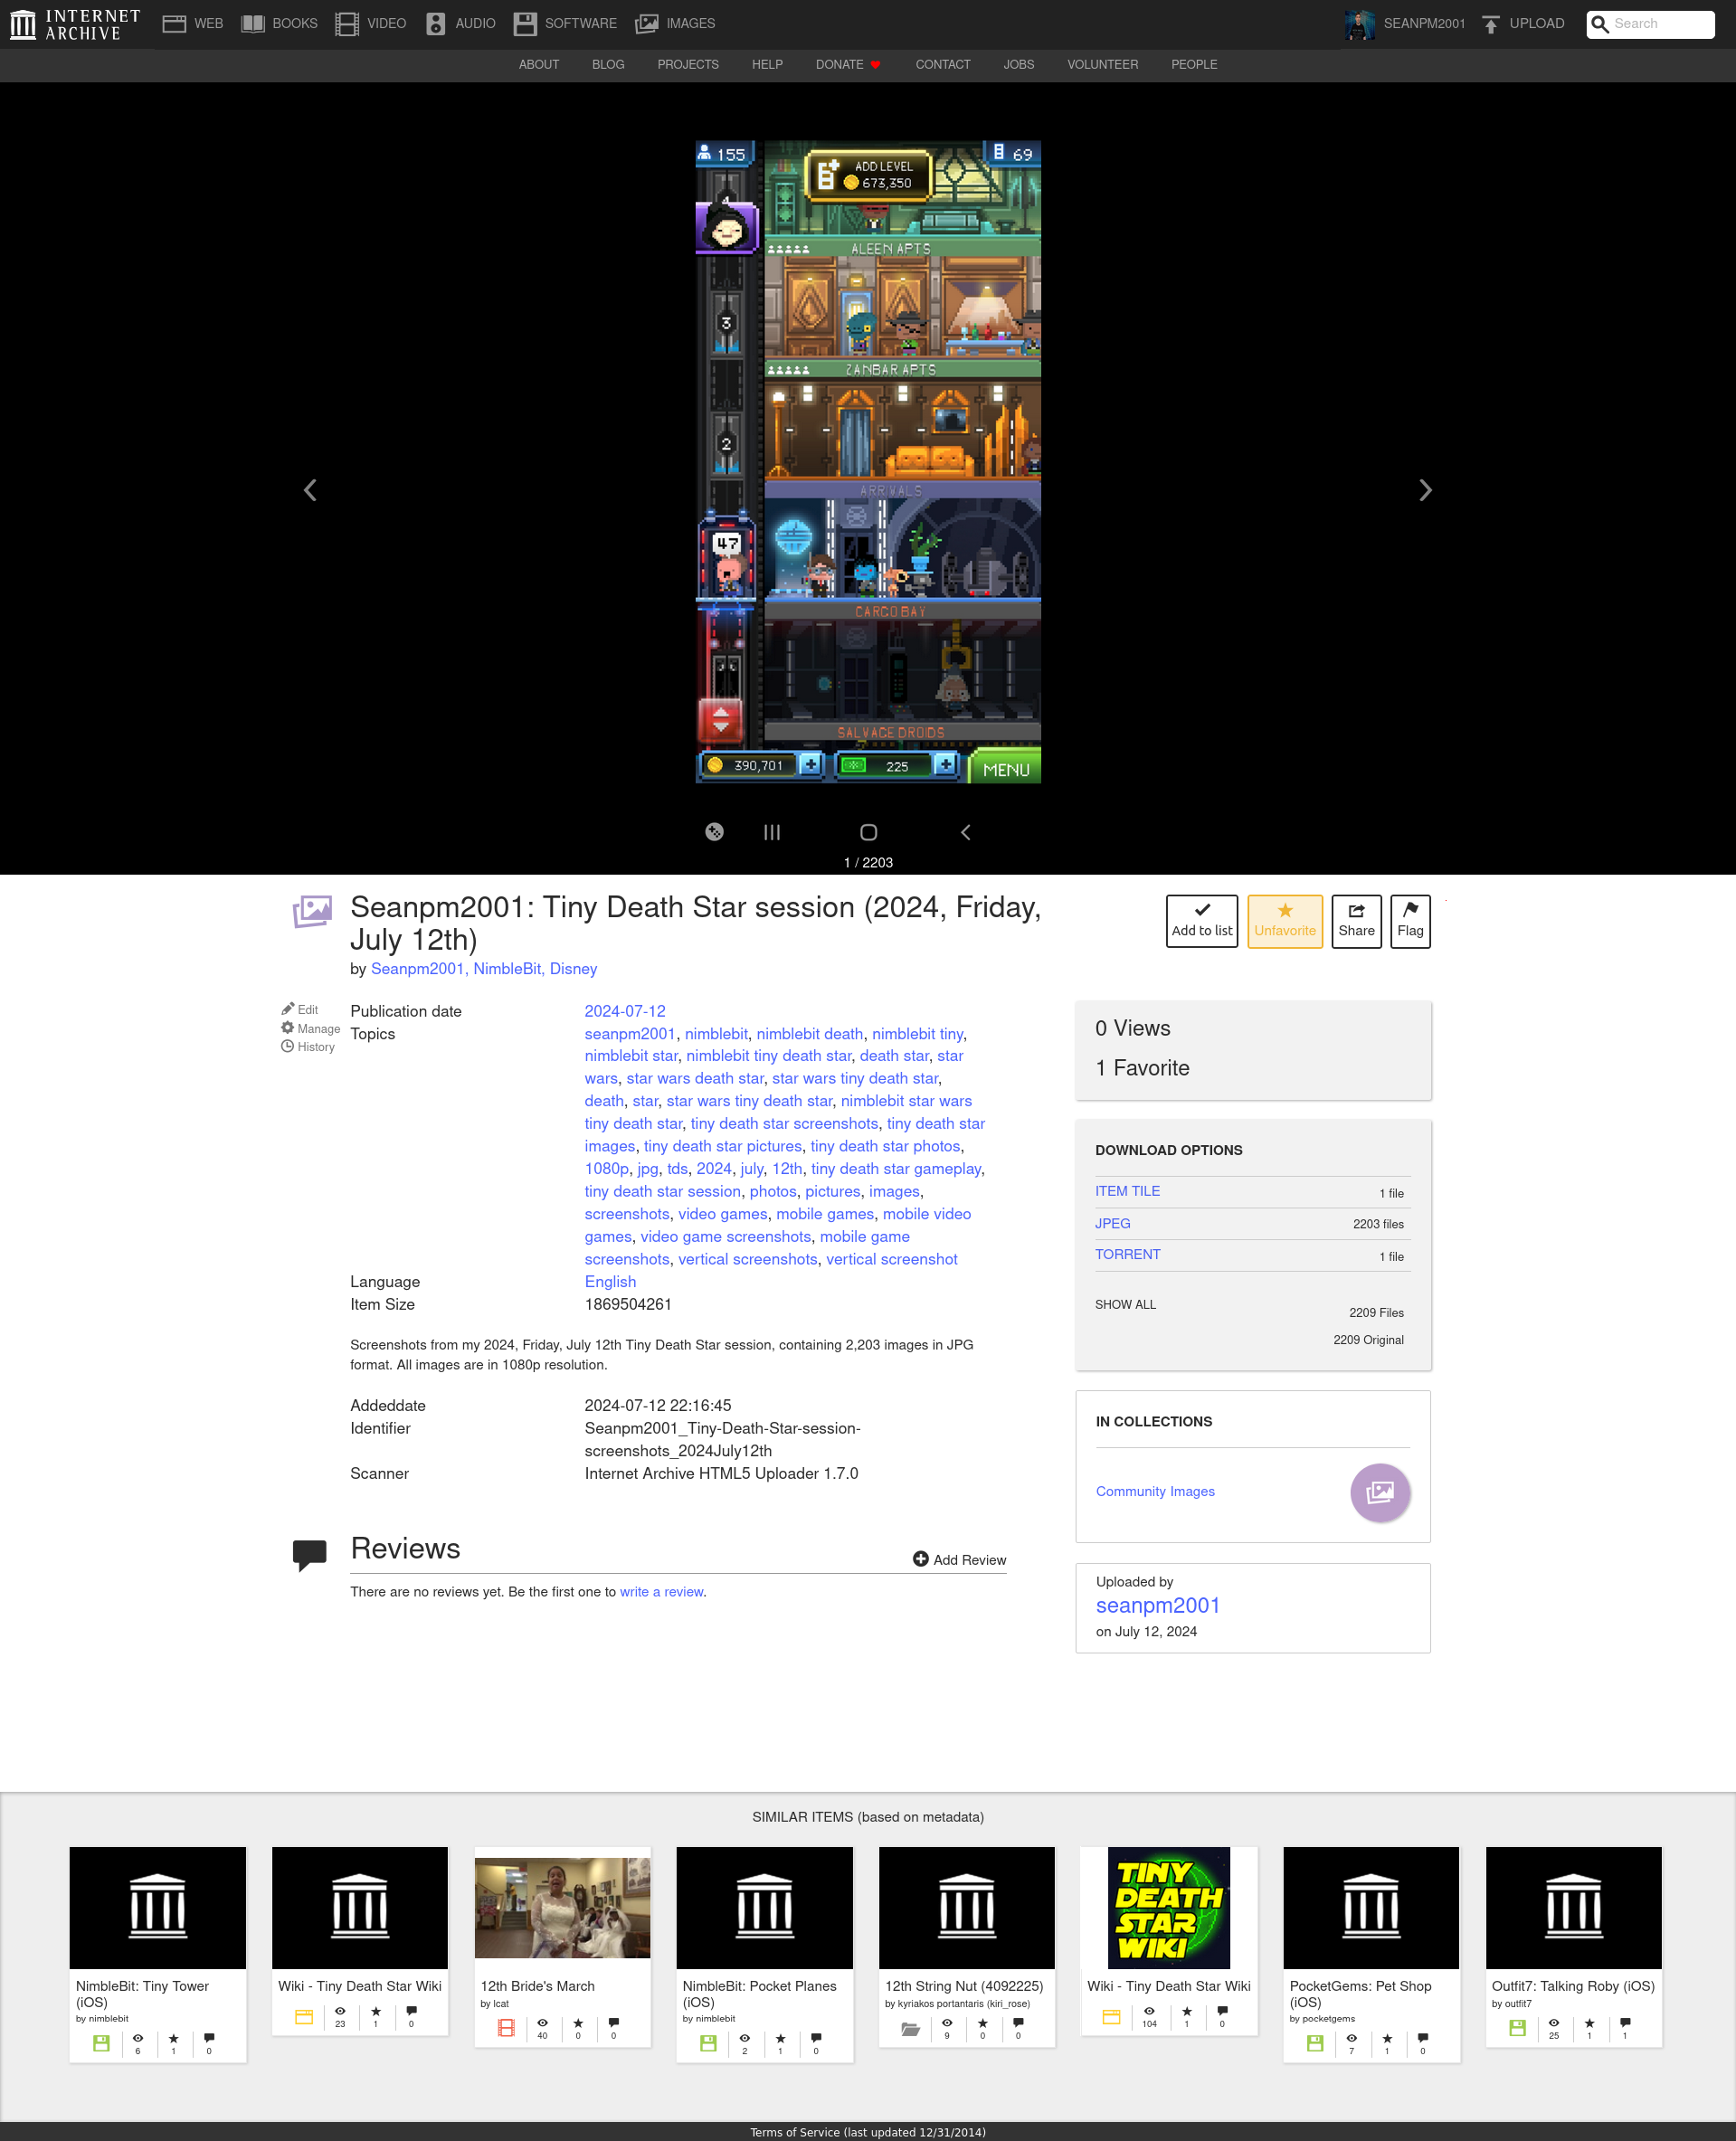 INTERNET ARCHIVE
WEB BOOKS VIDEO AUDIO SOFTWARE IMAGES SEANPM2001 UPLOAD Search
ABOUT BLOG PROJECTS HELP DONATE CONTACT JOBS VOLUNTEER PEOPLE
155
ADD LEVEL
673,350
69
4
ALEEN APTS
3
ZANBAR APTS
2
ARRIVALS
47
CARGO BAY
SALVAGE DROIDS
390,701 225 MENU
1 / 2203
Seanpm2001: Tiny Death Star session (2024, Friday,
July 12th)
by Seanpm2001, NimbleBit, Disney
Add to list Unfavorite Share Flag
Edit
Manage
History
Publication date 2024-07-12
Topics seanpm2001, nimblebit, nimblebit death, nimblebit tiny,
nimblebit star, nimblebit tiny death star, death star, star
wars, star wars death star, star wars tiny death star,
death, star, star wars tiny death star, nimblebit star wars
tiny death star, tiny death star screenshots, tiny death star
images, tiny death star pictures, tiny death star photos,
1080p, jpg, tds, 2024, july, 12th, tiny death star gameplay,
tiny death star session, photos, pictures, images,
screenshots, video games, mobile games, mobile video
games, video game screenshots, mobile game
screenshots, vertical screenshots, vertical screenshot
Language English
Item Size 1869504261
Screenshots from my 2024, Friday, July 12th Tiny Death Star session, containing 2,203 images in JPG
format. All images are in 1080p resolution.
Addeddate 2024-07-12 22:16:45
Identifier Seanpm2001_Tiny-Death-Star-session-
screenshots_2024July12th
Scanner Internet Archive HTML5 Uploader 1.7.0
Reviews
Add Review
There are no reviews yet. Be the first one to write a review.
0 Views
1 Favorite
DOWNLOAD OPTIONS
ITEM TILE 1 file
JPEG 2203 files
TORRENT 1 file
SHOW ALL 2209 Files
2209 Original
IN COLLECTIONS
Community Images
Uploaded by
seanpm2001
on July 12, 2024
SIMILAR ITEMS (based on metadata)
NimbleBit: Tiny Tower
(iOS)
by nimblebit
6 1 0
Wiki - Tiny Death Star Wiki
23 1 0
12th Bride's March
by Icat
40 0 0
NimbleBit: Pocket Planes
(iOS)
by nimblebit
2 1 0
12th String Nut (4092225)
by kyriakos portantaris (kiri_rose)
9 0 0
TINY
DEATH
STAR
WIKI
Wiki - Tiny Death Star Wiki
104 1 0
PocketGems: Pet Shop
(iOS)
by pocketgems
7 1 0
Outfit7: Talking Roby (iOS)
by outfit7
25 1 1
Terms of Service (last updated 12/31/2014)